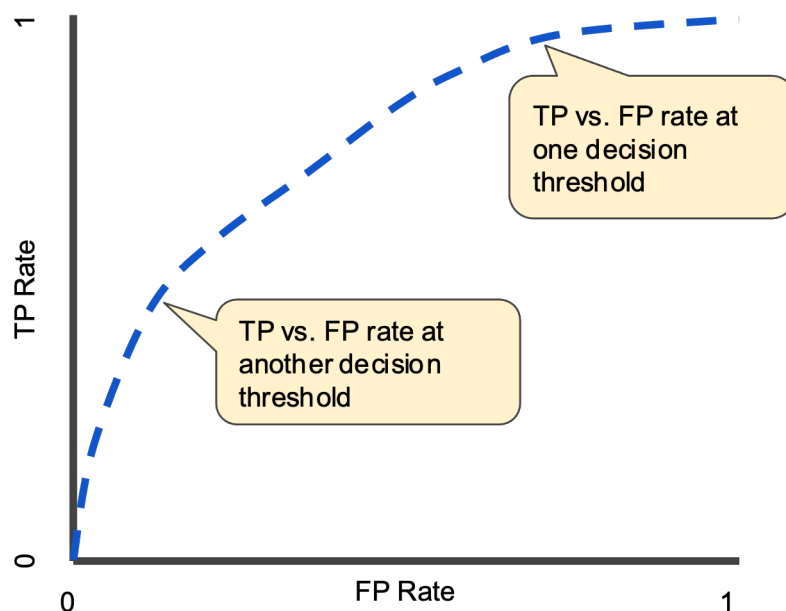 1
TP vs. FP rate at
one decision
threshold
TP Rate
TP vs. FP rate at
another decision
threshold
0
0
FP Rate
1